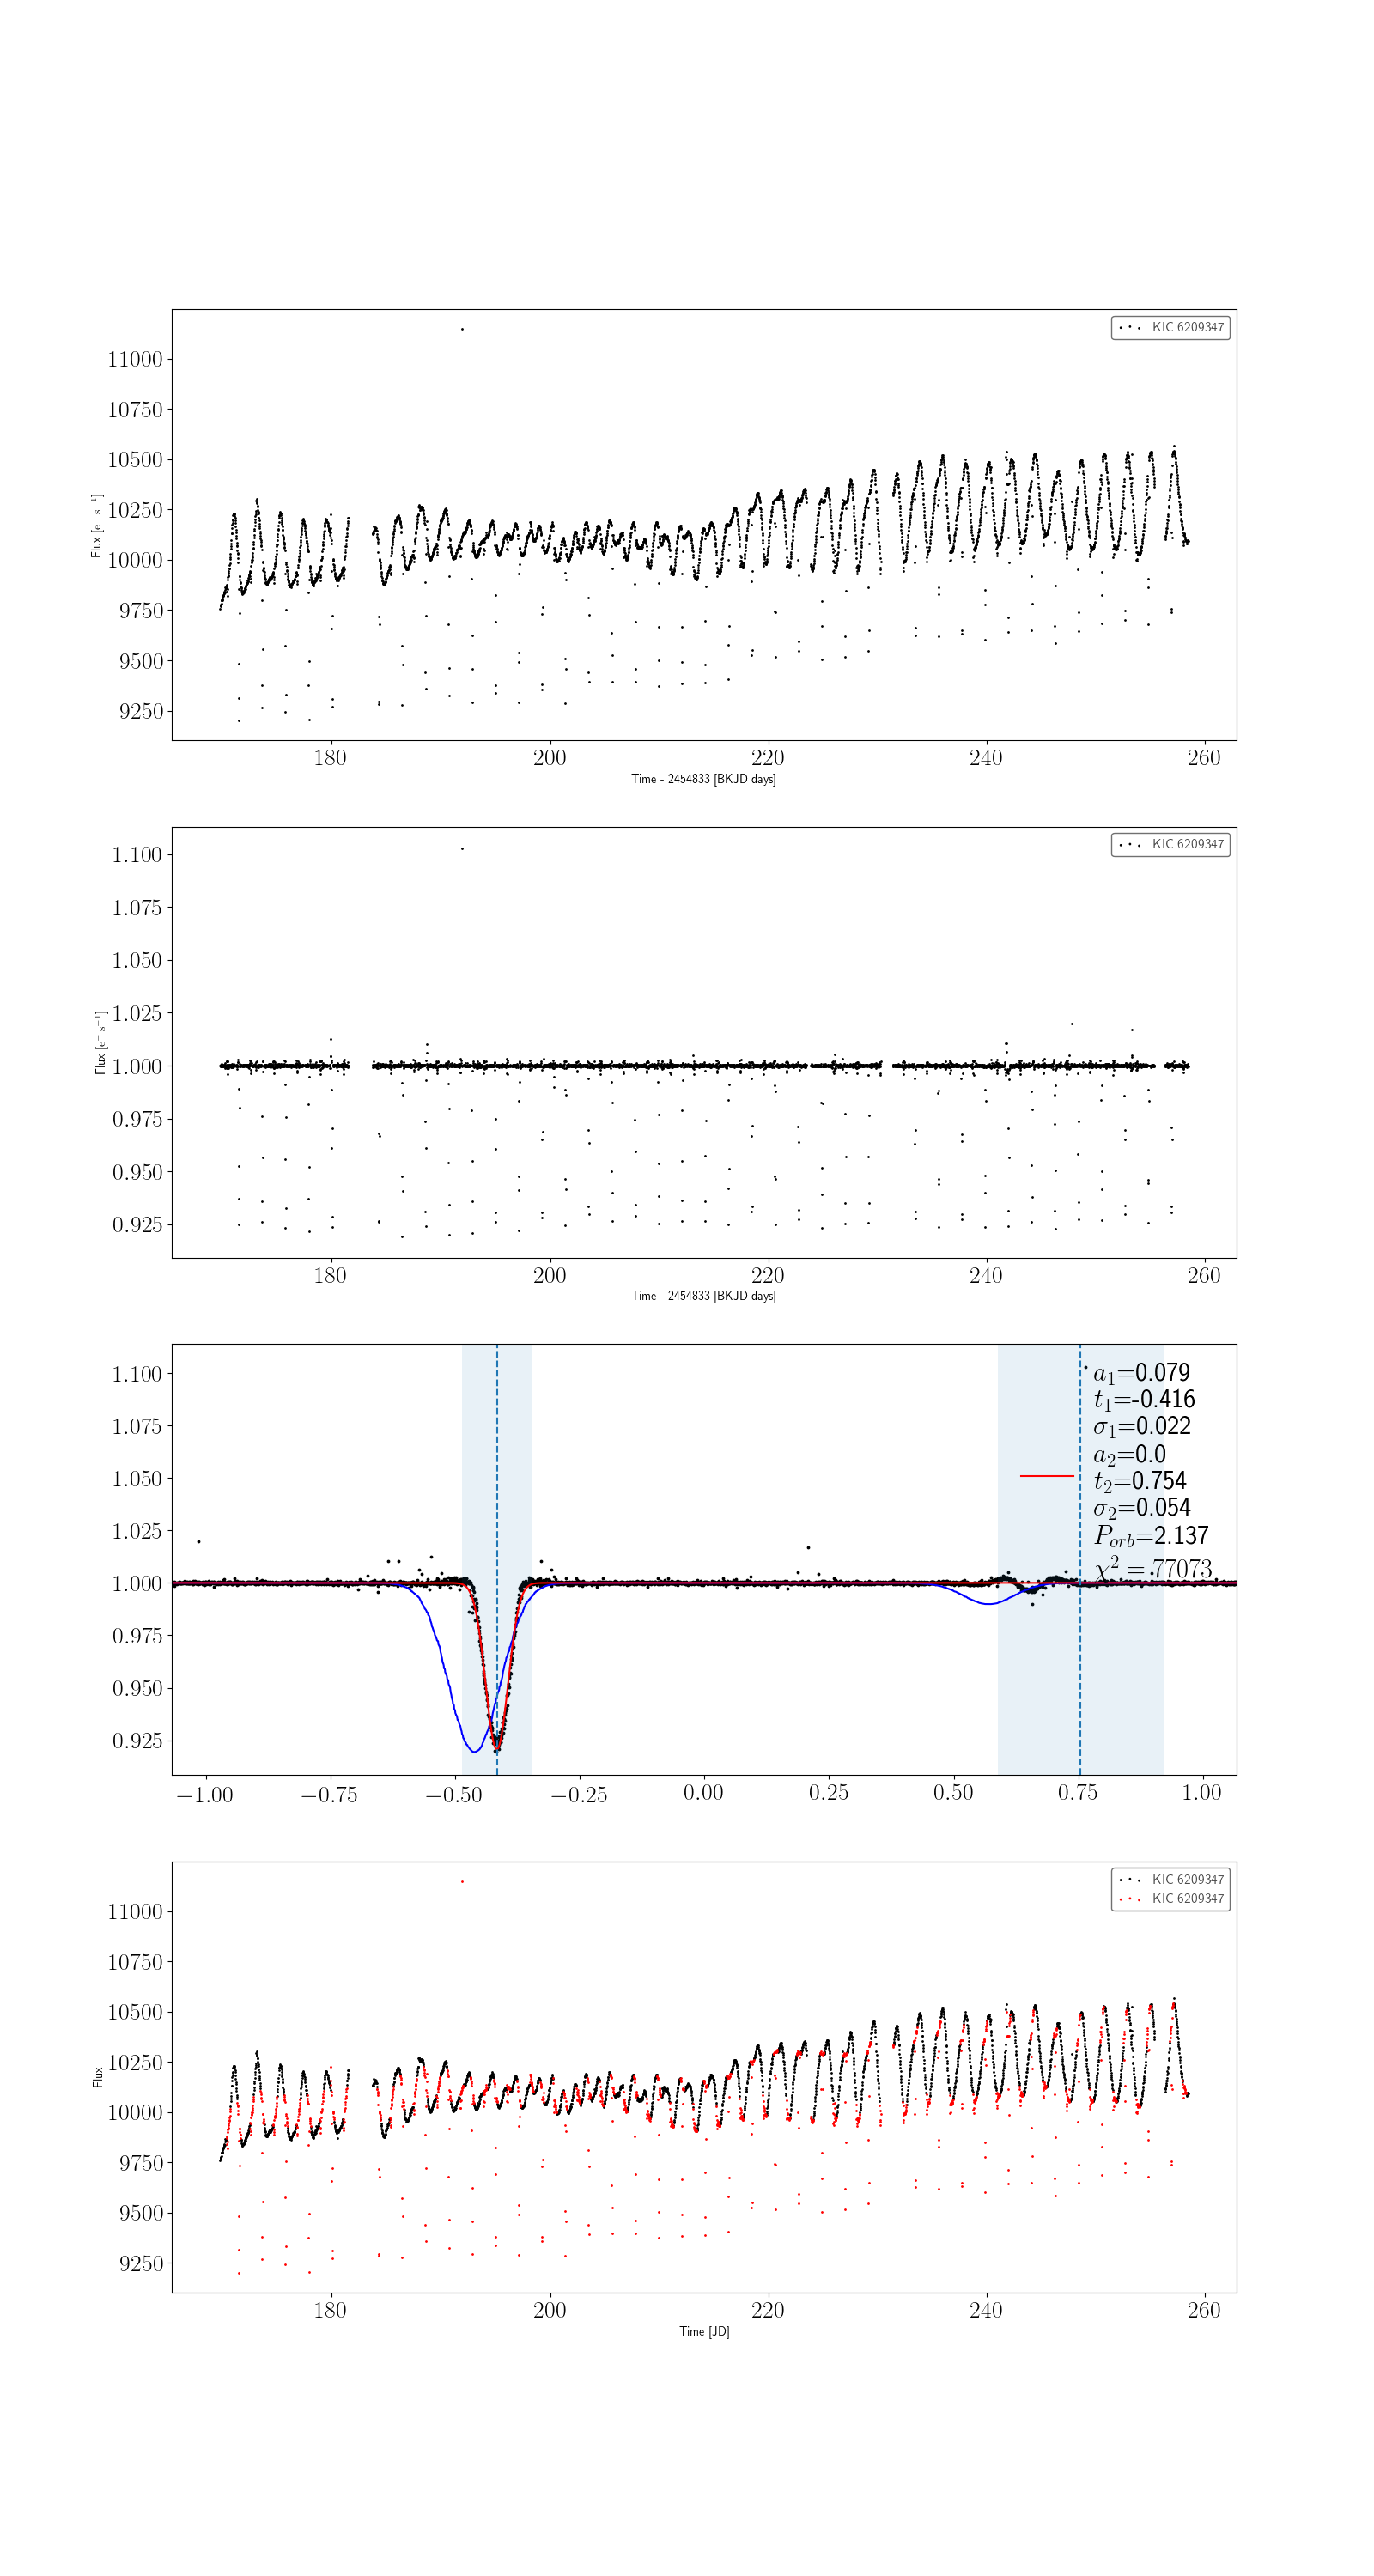 KIC 6209347
11000
10750
10500
10250
10000
9750
9500
9250
Flux [e⁻ s⁻¹]
180 200 220 240 260
Time - 2454833 [BKJD days]
KIC 6209347
1.100
1.075
1.050
1.025
1.000
0.975
0.950
0.925
Flux [e⁻ s⁻¹]
180 200 220 240 260
Time - 2454833 [BKJD days]
1.100
1.075
1.050
1.025
1.000
0.975
0.950
0.925
a₁=0.079
t₁=-0.416
σ₁=0.022
a₂=0.0
t₂=0.754
σ₂=0.054
P_orb=2.137
χ² = 77073
−1.00 −0.75 −0.50 −0.25 0.00 0.25 0.50 0.75 1.00
KIC 6209347
KIC 6209347
11000
10750
10500
10250
10000
9750
9500
9250
Flux
180 200 220 240 260
Time [JD]